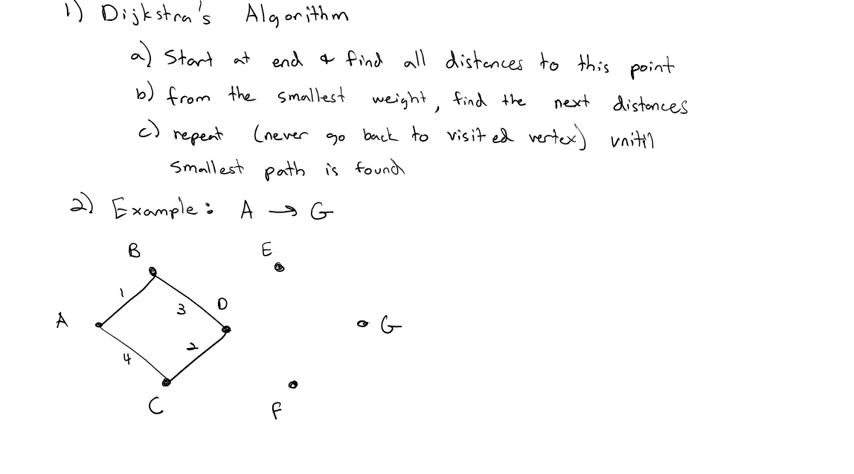 1) Dijkstra's Algorithm
a) Start at end & find all distances to this point
b) from the smallest weight, find the next distances
c) repeat (never go back to visited vertex) until
smallest path is found
2) Example: A → G
B
E
1
3
D
A
G
4
2
C
F